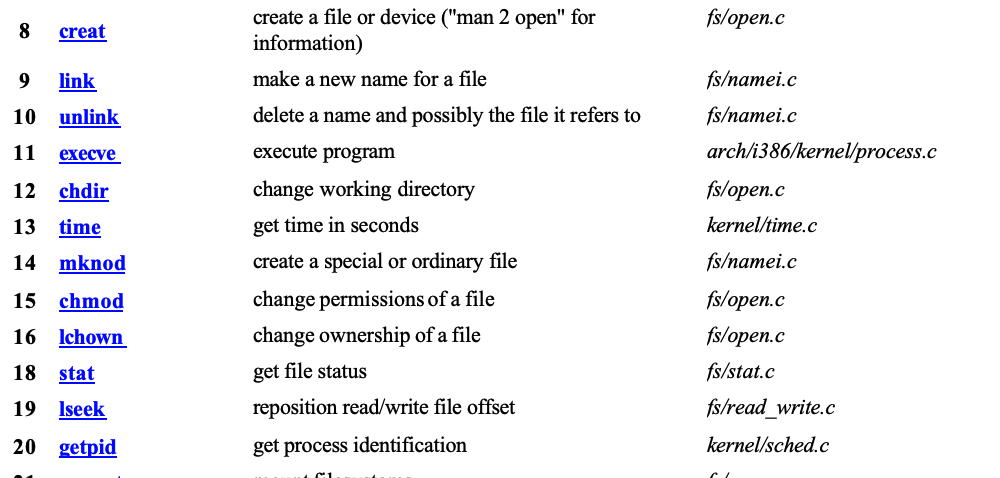 8 creat create a file or device ("man 2 open" for information) fs/open.c
9 link make a new name for a file fs/namei.c
10 unlink delete a name and possibly the file it refers to fs/namei.c
11 execve execute program arch/i386/kernel/process.c
12 chdir change working directory fs/open.c
13 time get time in seconds kernel/time.c
14 mknod create a special or ordinary file fs/namei.c
15 chmod change permissions of a file fs/open.c
16 lchown change ownership of a file fs/open.c
18 stat get file status fs/stat.c
19 lseek reposition read/write file offset fs/read_write.c
20 getpid get process identification kernel/sched.c